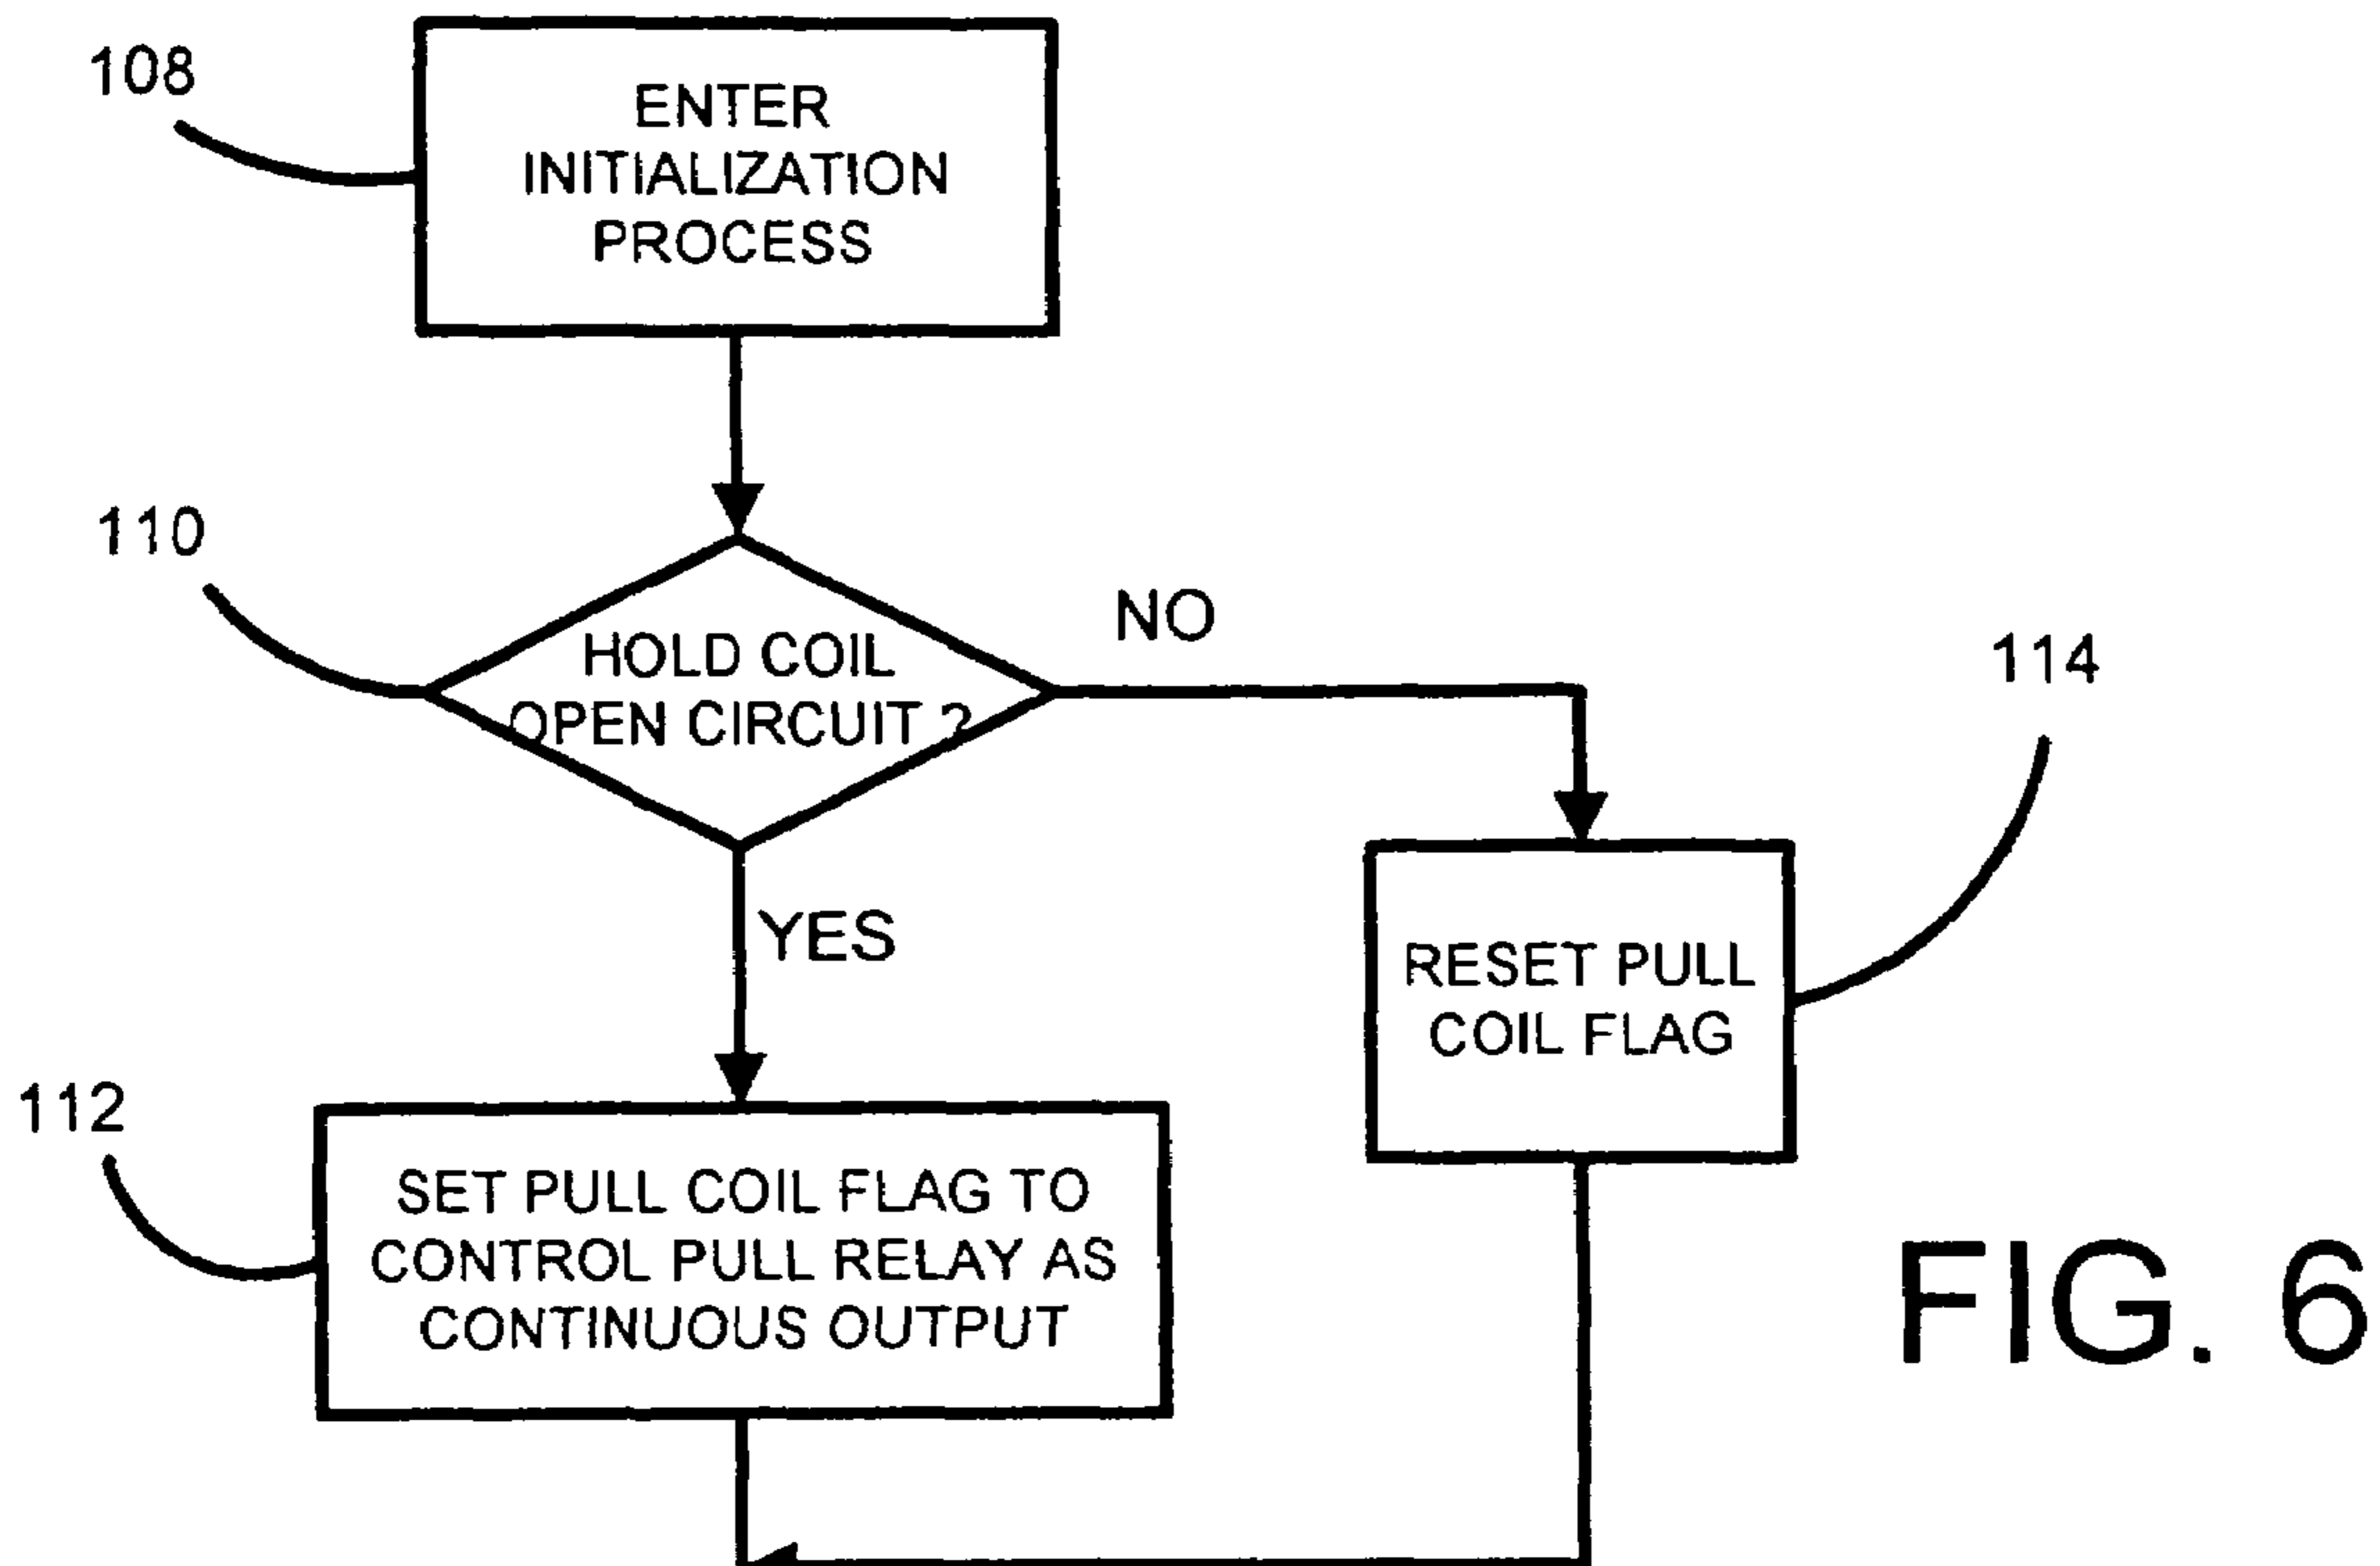 108
ENTER
INITIALIZATION
PROCESS
110
HOLD COIL
OPEN CIRCUIT ?
NO
114
YES
RESET PULL
COIL FLAG
112
SET PULL COIL FLAG TO
CONTROL PULL RELAY AS
CONTINUOUS OUTPUT
FIG. 6